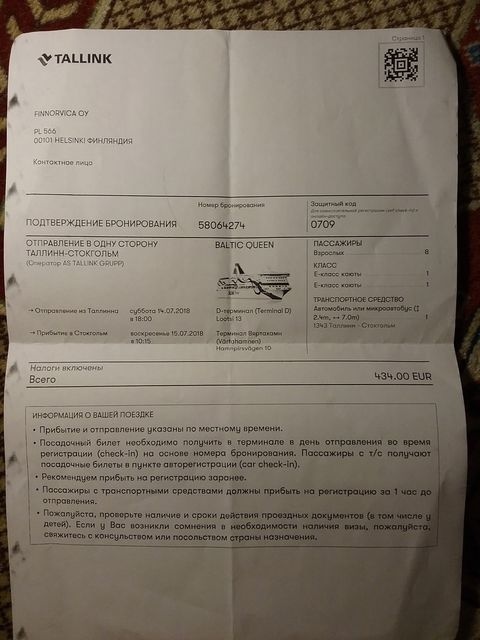 Страница 1
TALLINK
FINNORVICA OY
PL 566
00101 HELSINKI ФИНЛЯНДИЯ
Контактное лицо
Номер бронирования
Защитный код
ПОДТВЕРЖДЕНИЕ БРОНИРОВАНИЯ 58064274 0709
ОТПРАВЛЕНИЕ В ОДНУ СТОРОНУ
ТАЛЛИНН-СТОКГОЛЬМ
(Оператор AS TALLINK GRUPP)
BALTIC QUEEN
→ Отправление из Таллинна суббота 14.07.2018 D-терминал (Terminal D)
в 18:00 Lootsi 13
→ Прибытие в Стокгольм воскресенье 15.07.2018 Терминал Вяртахамн
в 10:15 (Värtahamnen)
Hamnpirsvägen 10
ПАССАЖИРЫ
Взрослых 8
КЛАСС
E-класс каюты 1
E-класс каюты 1
ТРАНСПОРТНОЕ СРЕДСТВО
Автомобиль или микроавтобус (↕
2.4m, ↔ 7.0m) 1
1343 Таллинн - Стокгольм
Налоги включены
Всего 434.00 EUR
ИНФОРМАЦИЯ О ВАШЕЙ ПОЕЗДКЕ
• Прибытие и отправление указаны по местному времени.
• Посадочный билет необходимо получить в терминале в день отправления во время
регистрации (check-in) на основе номера бронирования. Пассажиры с т/с получают
посадочные билеты в пункте авторегистрации (car check-in).
• Рекомендуем прибыть на регистрацию заранее.
• Пассажиры с транспортными средствами должны прибыть на регистрацию за 1 час до
отправления.
• Пожалуйста, проверьте наличие и сроки действия проездных документов (в том числе у
детей). Если у Вас возникли сомнения в необходимости наличия визы, пожалуйста,
свяжитесь с консульством или посольством страны назначения.